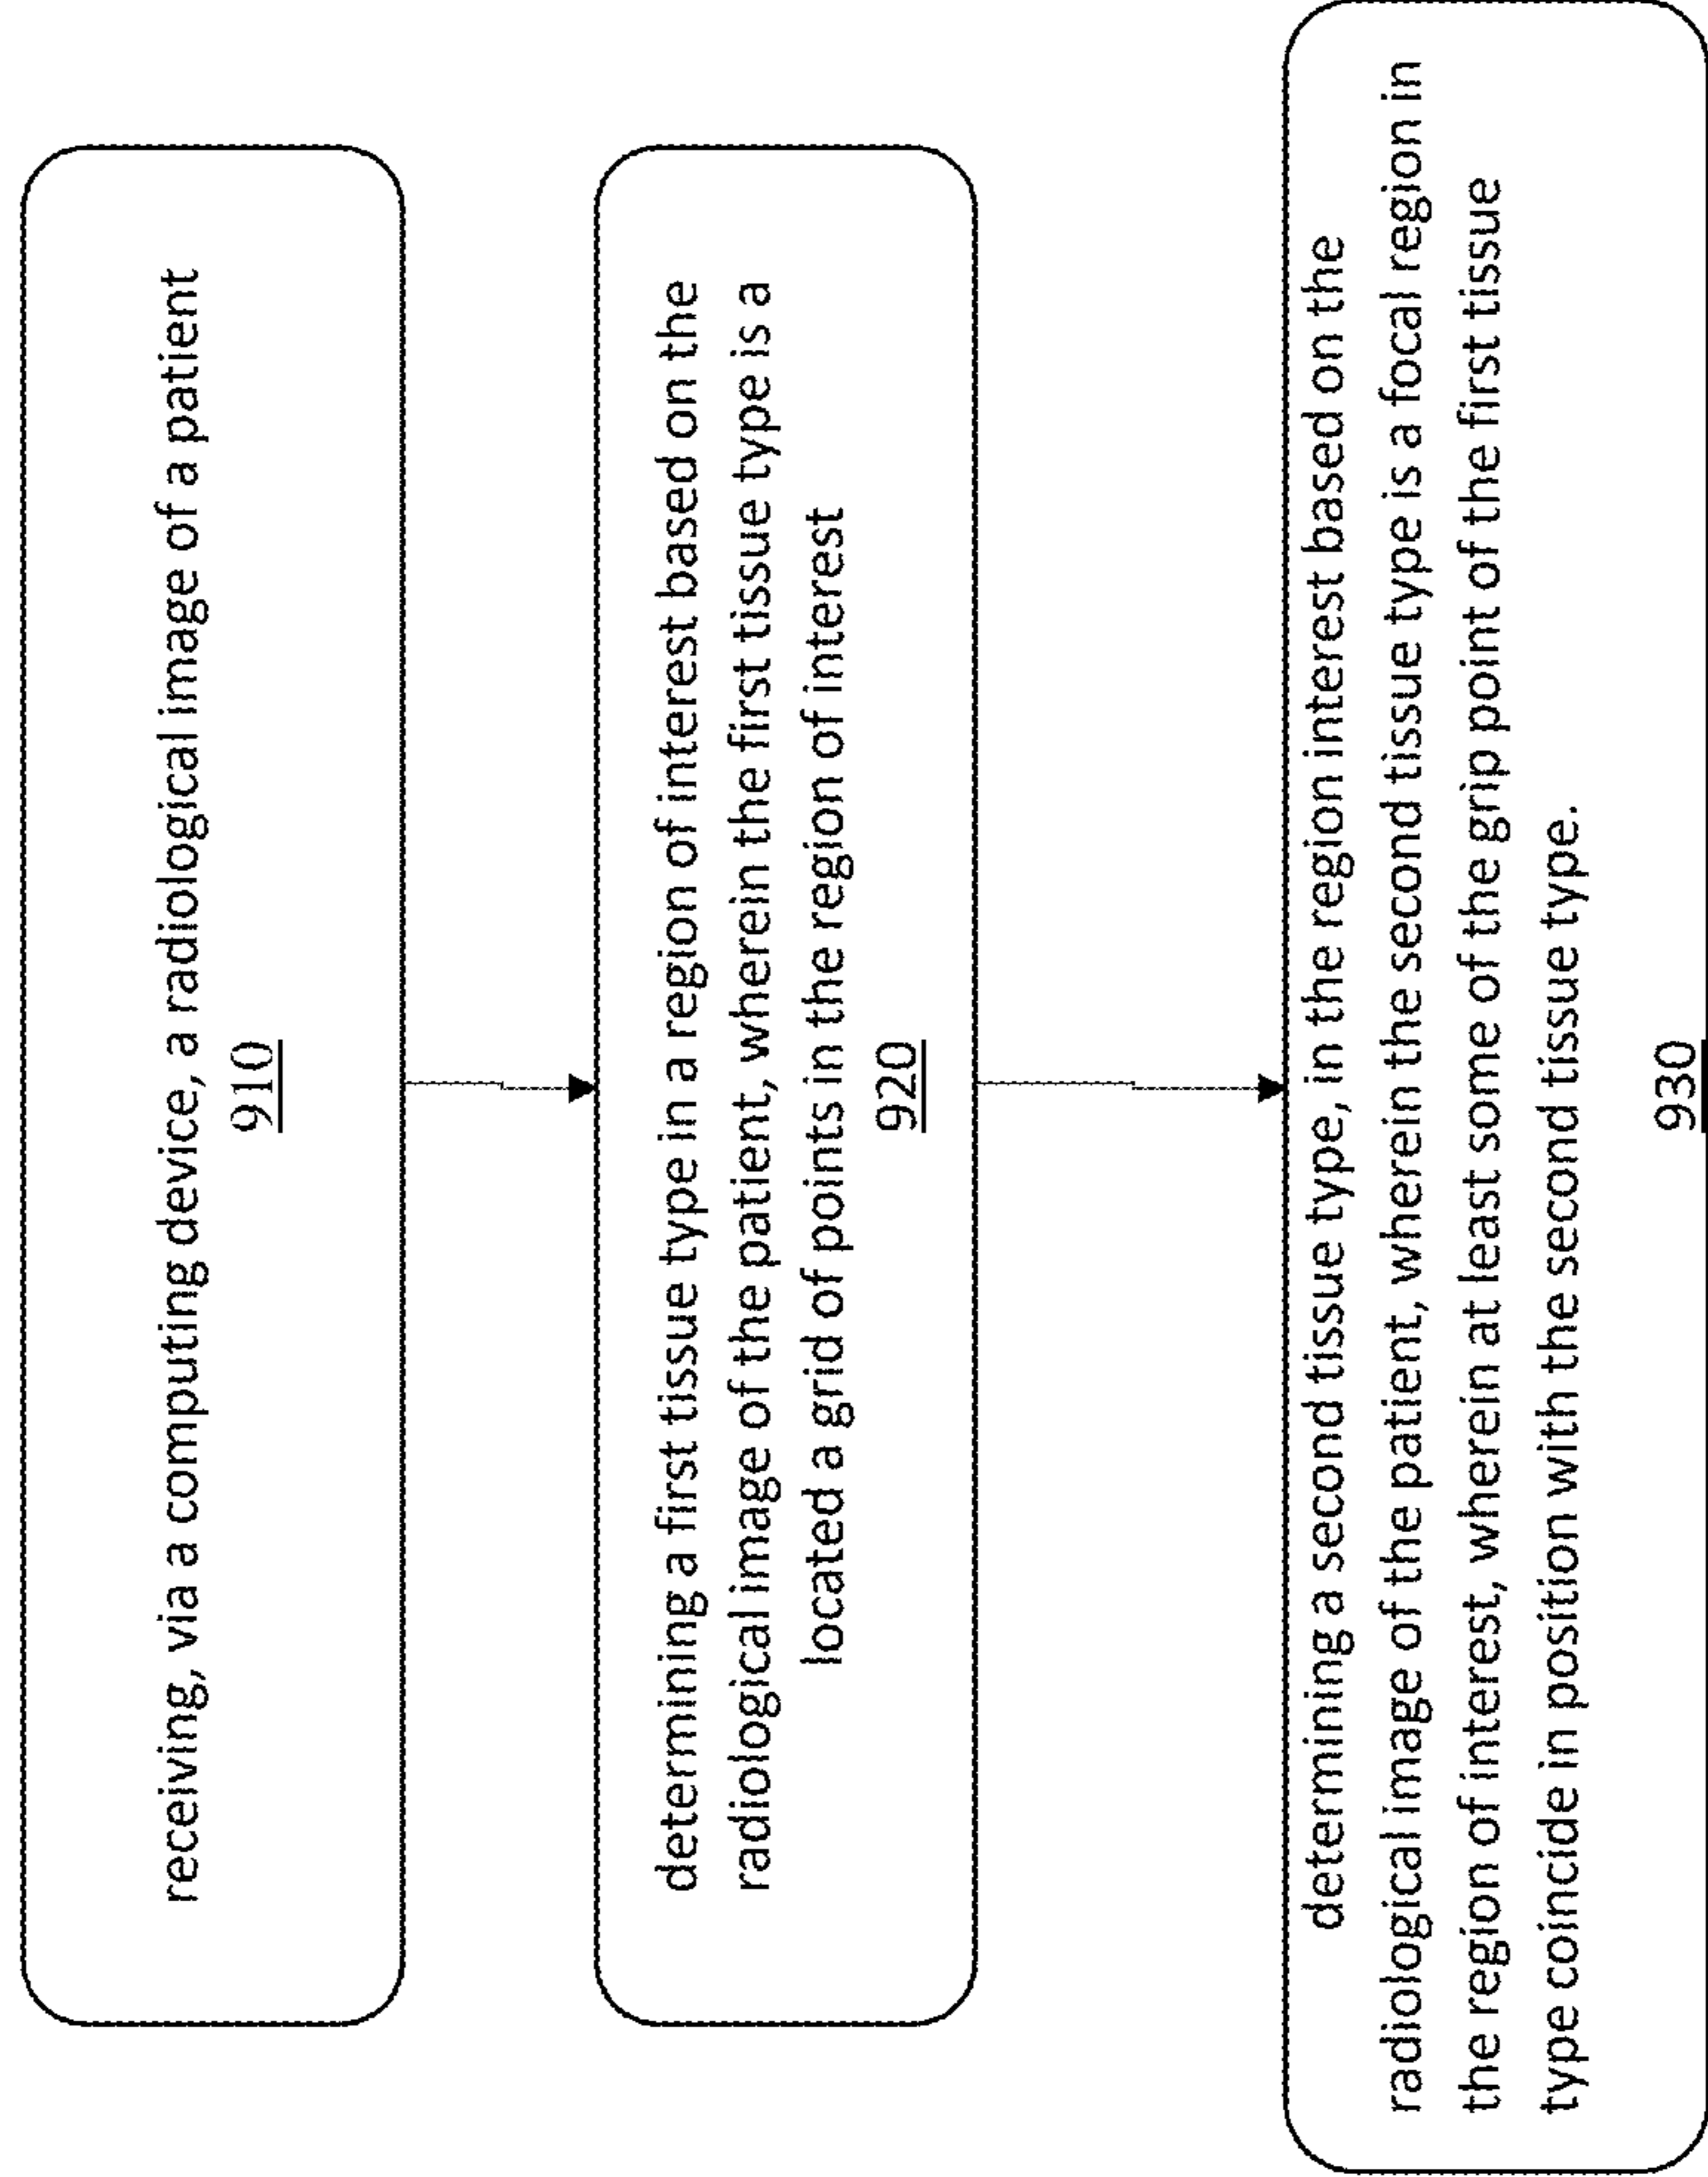 receiving, via a computing device, a radiological image of a patient
910
determining a first tissue type in a region of interest based on the
radiological image of the patient, wherein the first tissue type is a
located a grid of points in the region of interest
920
determining a second tissue type, in the region interest based on the
radiological image of the patient, wherein the second tissue type is a focal region in
the region of interest, wherein at least some of the grip point of the first tissue
type coincide in position with the second tissue type.
930